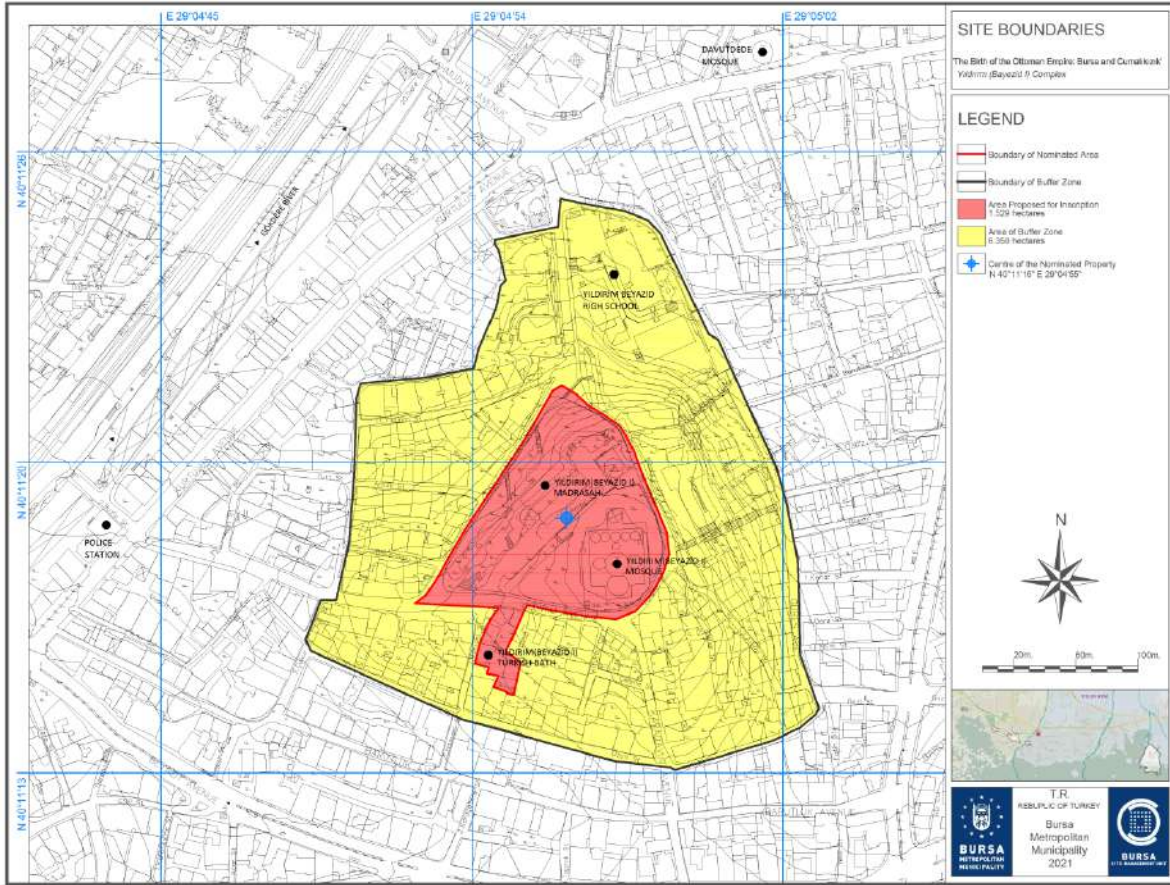 E 29°04'45
E 29°04'54
E 29°05'02
N 40°11'26
N 40°11'20
N 40°11'13
DAVUTDEDE
MOSQUE
GÖKDERE RIVER
YILDIRIM BEYAZID
HIGH SCHOOL
YILDIRIM(BEYAZID I)
MADRASAH
YILDIRIM(BEYAZID I)
MOSQUE
POLICE
STATION
YILDIRIM(BEYAZID I)
TURKISH BATH
SITE BOUNDARIES
'The Birth of the Ottoman Empire: Bursa and Cumalıkızık'
Yıldırım (Bayezid I) Complex
LEGEND
Boundary of Nominated Area
Boundary of Buffer Zone
Area Proposed for Inscription
1.529 hectares
Area of Buffer Zone
6.350 hectares
Centre of the Nominated Property
N 40°11'16" E 29°04'55"
N
20m. 60m. 100m.
T.R.
REBUPLIC OF TURKEY
Bursa
Metropolitan
Municipality
2021
BURSA
METROPOLITAN
MUNICIPALITY
BURSA
SITE MANAGEMENT UNIT